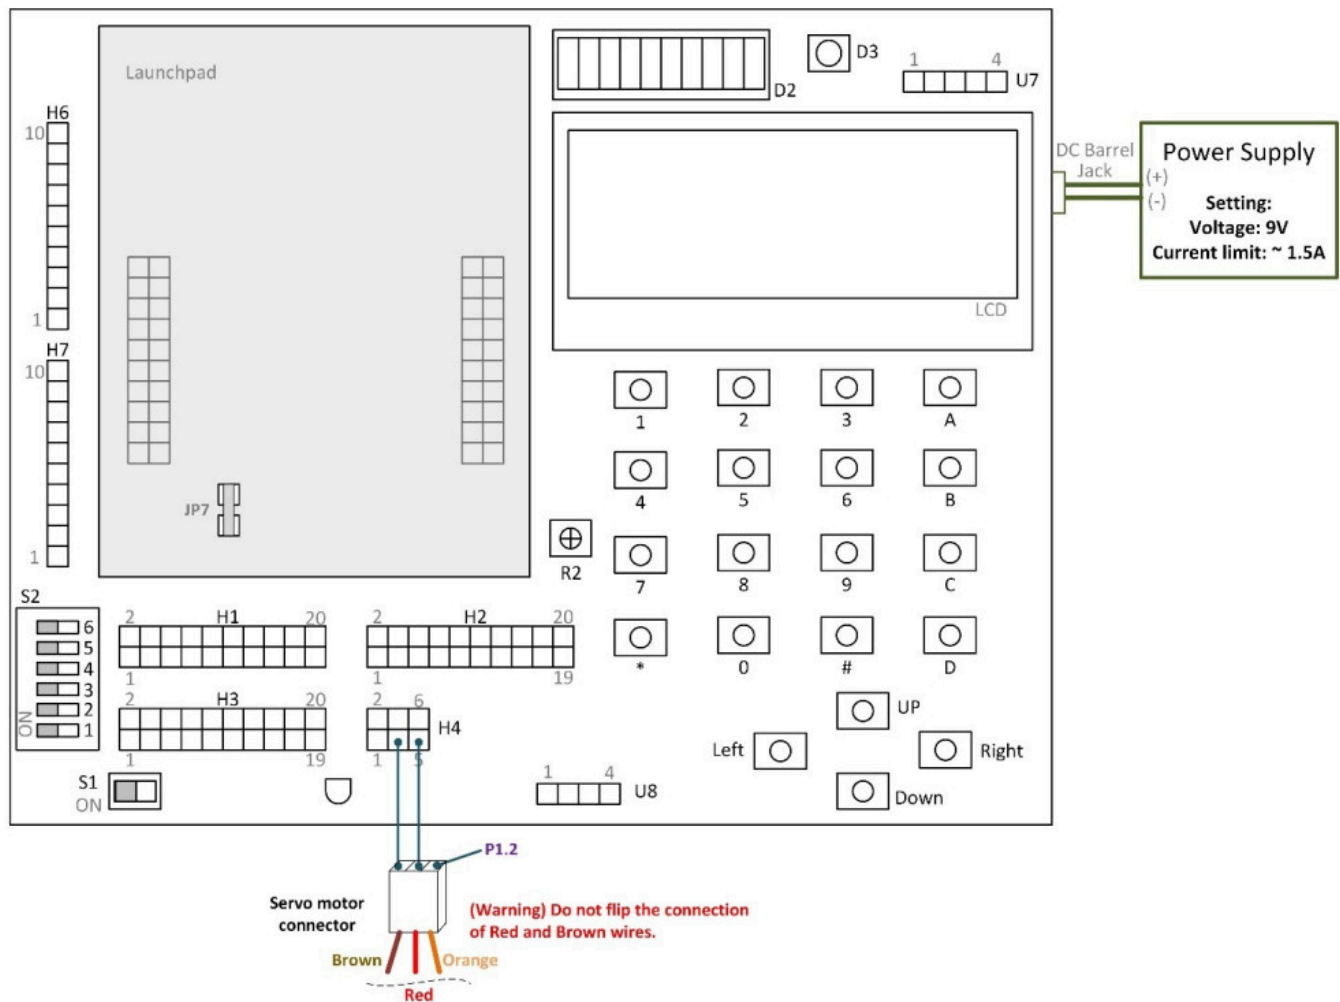 Launchpad
H6
10
1
H7
10
1
JP7
D2
D3
1 4
U7
LCD
DC Barrel
Jack
(+)
(-)
Power Supply
Setting:
Voltage: 9V
Current limit: ~ 1.5A
1 2 3 A
4 5 6 B
7 8 9 C
* 0 # D
R2
S2
6
5
4
3
2
1
ON
2 H1 20
1
2 H2 20
1 19
2 H3 20
1 19
2 6
H4
1 5
S1
ON
1 4
U8
UP
Left
Right
Down
P1.2
Servo motor
connector
(Warning) Do not flip the connection
of Red and Brown wires.
Brown
Orange
Red